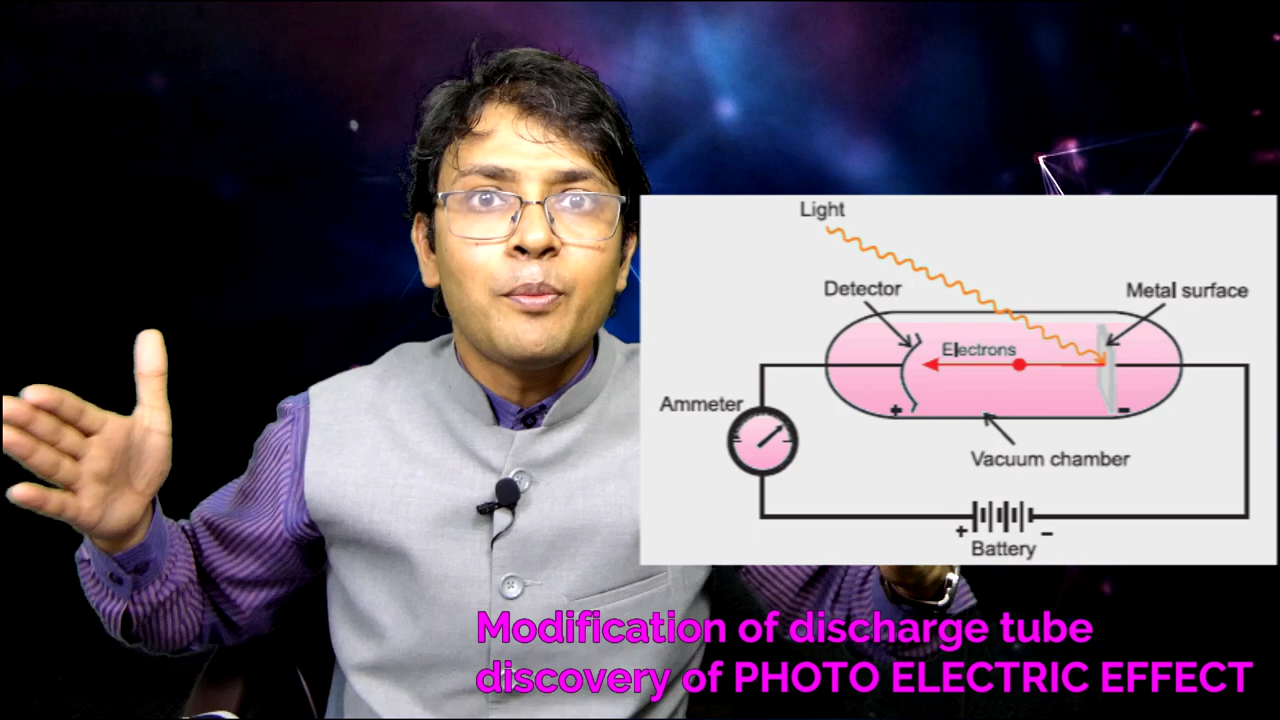 Light
Detector
Metal surface
Electrons
Ammeter
+
-
Vacuum chamber
+
-
Battery
Modification of discharge tube
discovery of PHOTO ELECTRIC EFFECT